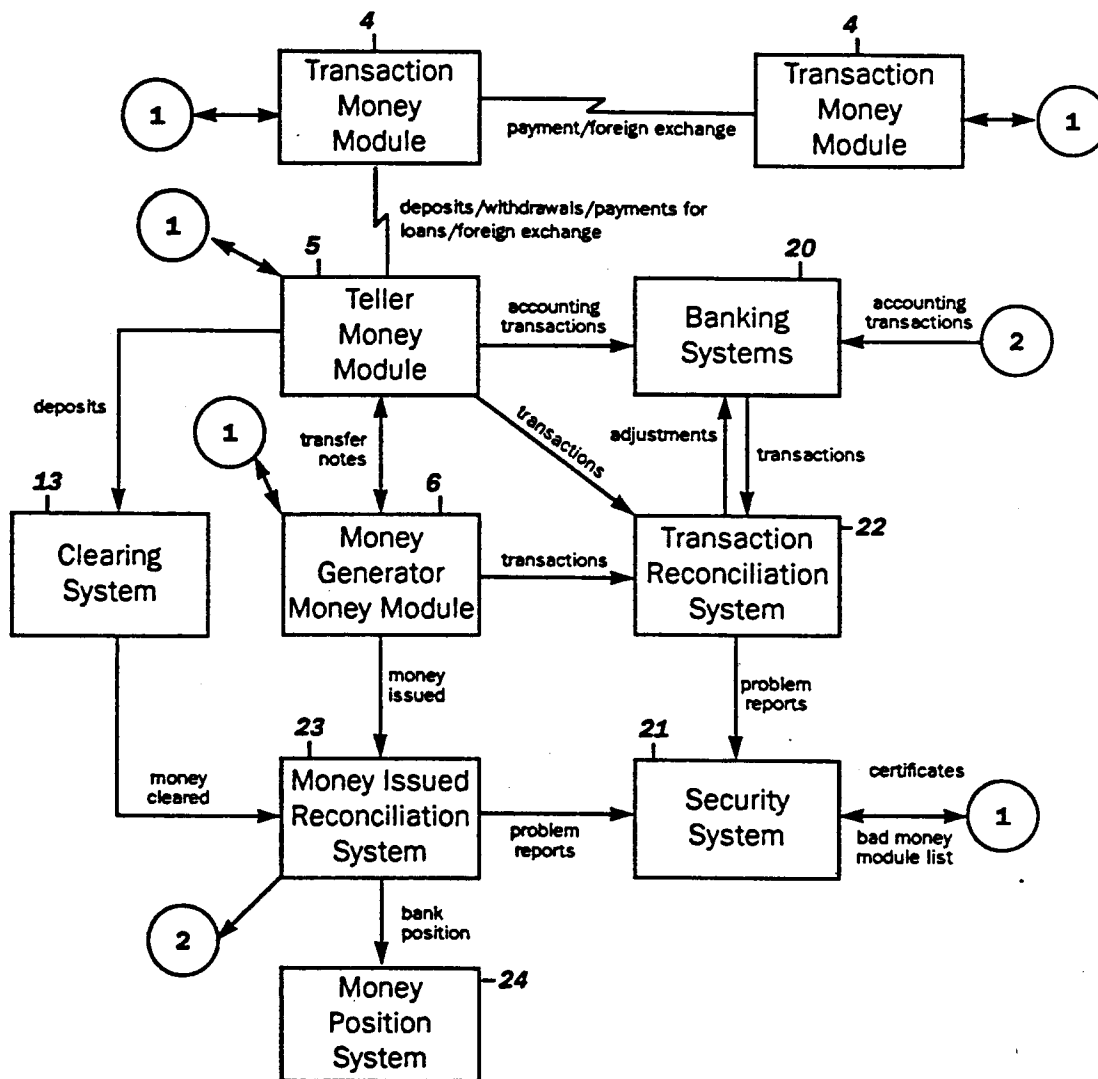 4
Transaction
Money
Module
1
payment/foreign exchange
4
Transaction
Money
Module
1
deposits/withdrawals/payments for
loans/foreign exchange
1
5
Teller
Money
Module
accounting
transactions
20
Banking
Systems
accounting
transactions
2
deposits
1
transfer
notes
transactions
adjustments
transactions
13
Clearing
System
6
Money
Generator
Money Module
transactions
22
Transaction
Reconciliation
System
money
issued
problem
reports
money
cleared
23
Money Issued
Reconciliation
System
problem
reports
21
Security
System
certificates
bad money
module list
1
2
bank
position
24
Money
Position
System